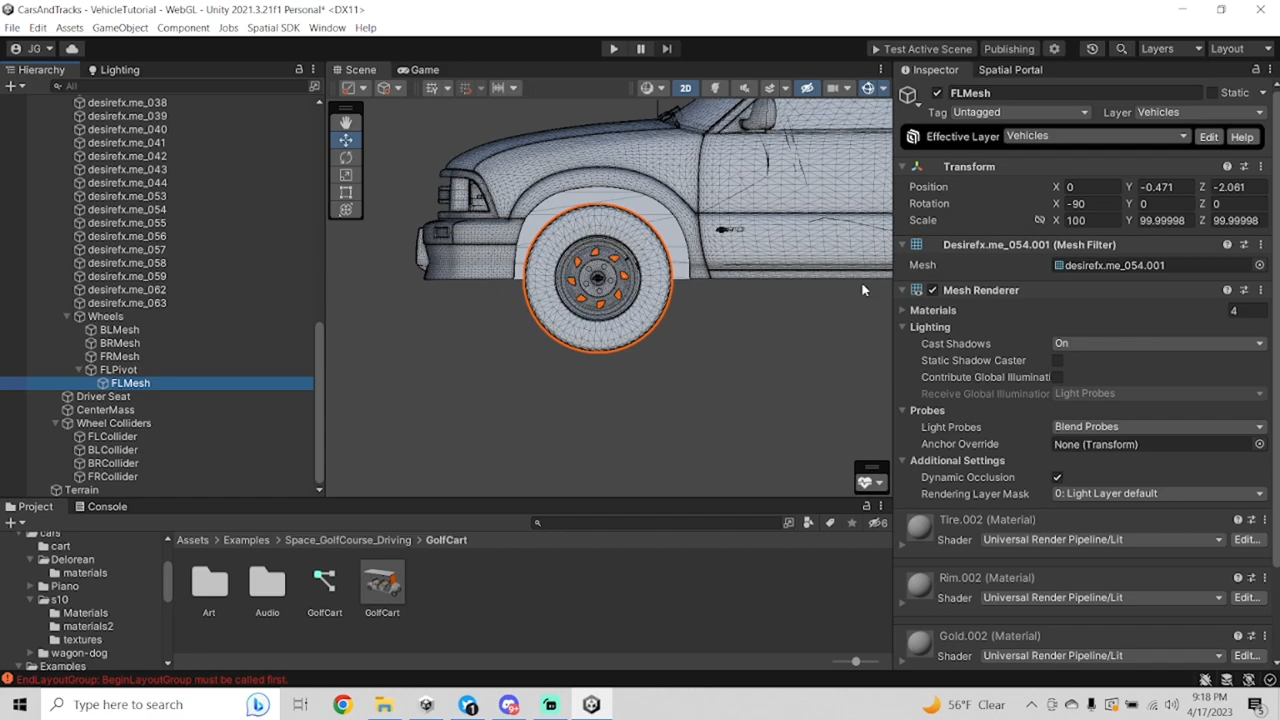 CarsAndTracks - VehicleTutorial - WebGL - Unity 2021.3.21f1 Personal* <DX11>
File Edit Assets GameObject Component Jobs Spatial SDK Window Help
JG Test Active Scene Publishing Layers Layout
Hierarchy Lighting Scene Game Inspector Spatial Portal
All 2D FLMesh Static
Tag Untagged Layer Vehicles
Effective Layer Vehicles Edit Help
desirefx.me_038
desirefx.me_039
desirefx.me_040
desirefx.me_041
desirefx.me_042
desirefx.me_043
desirefx.me_044
desirefx.me_053
desirefx.me_054
desirefx.me_055
desirefx.me_056
desirefx.me_057
desirefx.me_058
desirefx.me_059
desirefx.me_062
desirefx.me_063
Wheels
BLMesh
BRMesh
FRMesh
FLPivot
FLMesh
Driver Seat
CenterMass
Wheel Colliders
FLCollider
BLCollider
BRCollider
FRCollider
Terrain
Transform
Position X 0 Y -0.471 Z -2.061
Rotation X -90 Y 0 Z 0
Scale X 100 Y 99.99998 Z 99.99998
Desirefx.me_054.001 (Mesh Filter)
Mesh desirefx.me_054.001
Mesh Renderer
Materials 4
Lighting
Cast Shadows On
Static Shadow Caster
Contribute Global Illuminati
Receive Global Illumination Light Probes
Probes
Light Probes Blend Probes
Anchor Override None (Transform)
Additional Settings
Dynamic Occlusion
Rendering Layer Mask 0: Light Layer default
Tire.002 (Material)
Shader Universal Render Pipeline/Lit Edit...
Rim.002 (Material)
Shader Universal Render Pipeline/Lit Edit...
Gold.002 (Material)
Shader Universal Render Pipeline/Lit Edit...
Project Console
6
cars
cart
Delorean
materials
Piano
s10
Materials
materials2
textures
wagon-dog
Examples
Assets Examples Space_GolfCourse_Driving GolfCart
Art Audio GolfCart GolfCart
EndLayoutGroup: BeginLayoutGroup must be called first.
Type here to search
56°F Clear
9:18 PM
4/17/2023